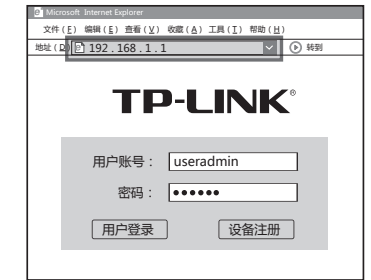 Microsoft Internet Explorer
文件(F) 编辑(E) 查看(V) 收藏(A) 工具(I) 帮助(H)
地址(D) 192.168.1.1 转到
TP-LINK®
用户账号： useradmin
密码： ●●●●●●
用户登录 设备注册